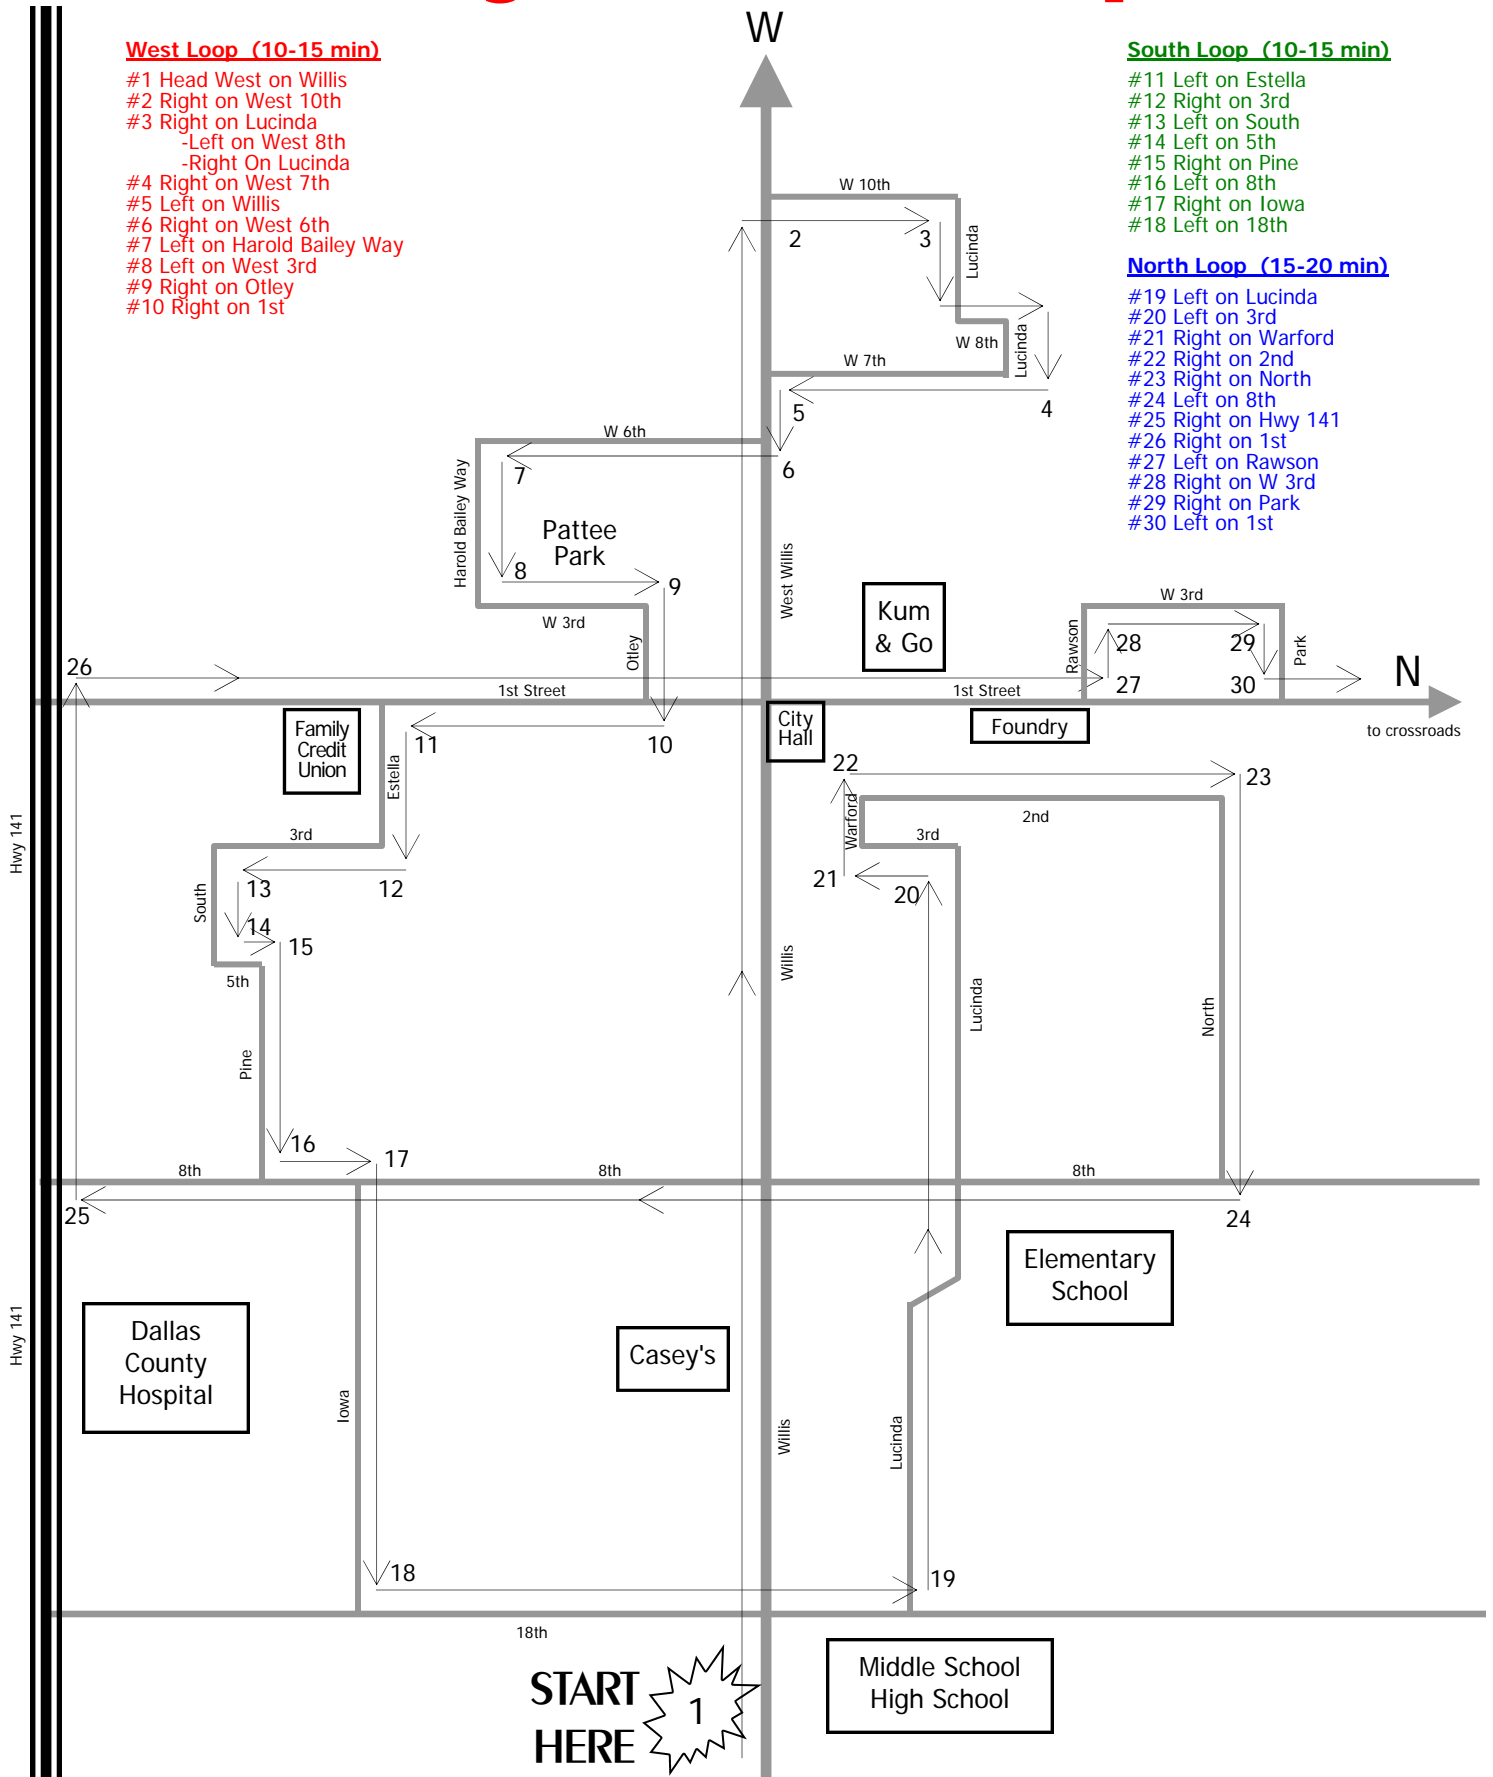 West Loop  (10-15 min)
#1 Head West on Willis
#2 Right on West 10th
#3 Right on Lucinda
-Left on West 8th
-Right On Lucinda
#4 Right on West 7th
#5 Left on Willis
#6 Right on West 6th
#7 Left on Harold Bailey Way
#8 Left on West 3rd
#9 Right on Otley
#10 Right on 1st
W
South Loop  (10-15 min)
#11 Left on Estella
#12 Right on 3rd
#13 Left on South
#14 Left on 5th
#15 Right on Pine
#16 Left on 8th
#17 Right on Iowa
#18 Left on 18th
North Loop  (15-20 min)
#19 Left on Lucinda
#20 Left on 3rd
#21 Right on Warford
#22 Right on 2nd
#23 Right on North
#24 Left on 8th
#25 Right on Hwy 141
#26 Right on 1st
#27 Left on Rawson
#28 Right on W 3rd
#29 Right on Park
#30 Left on 1st
W 10th
2
3
Lucinda
W 8th
Lucinda
W 7th
5
4
W 6th
7
6
Harold Bailey Way
Pattee
Park
8
9
West Willis
W 3rd
Otley
Kum
& Go
W 3rd
Rawson
28
29
Park
26
27
30
N
1st Street
1st Street
to crossroads
Family
Credit
Union
11
10
City
Hall
Foundry
Estella
22
23
Warford
2nd
Hwy 141
3rd
3rd
13
12
21
20
South
14
15
5th
Willis
Lucinda
North
Pine
16
17
8th
8th
8th
25
24
Elementary
School
Hwy 141
Dallas
County
Hospital
Casey's
Iowa
Willis
Lucinda
18
19
18th
START
HERE
1
Middle School
High School